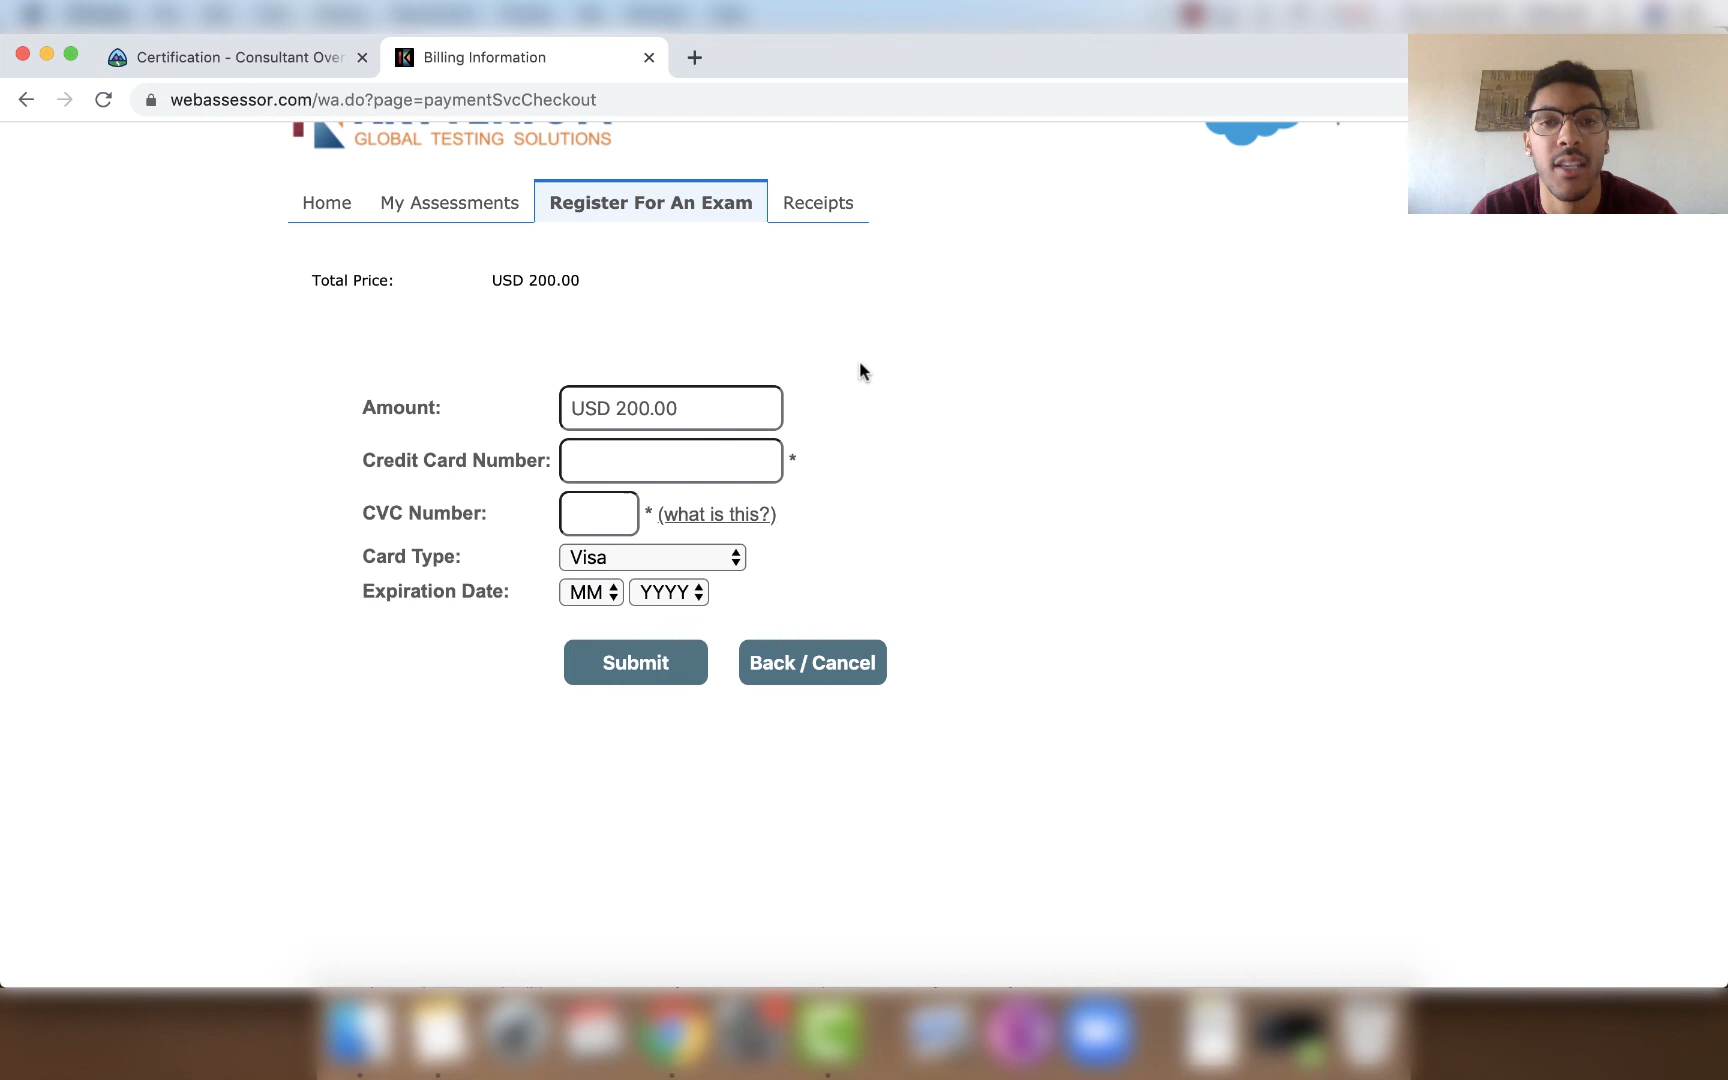 Certification - Consultant Over
Billing Information
webassessor.com/wa.do?page=paymentSvcCheckout
GLOBAL TESTING SOLUTIONS
Home
My Assessments
Register For An Exam
Receipts
Total Price: USD 200.00
Amount: USD 200.00
Credit Card Number: *
CVC Number: * (what is this?)
Card Type: Visa
Expiration Date: MM YYYY
Submit
Back / Cancel